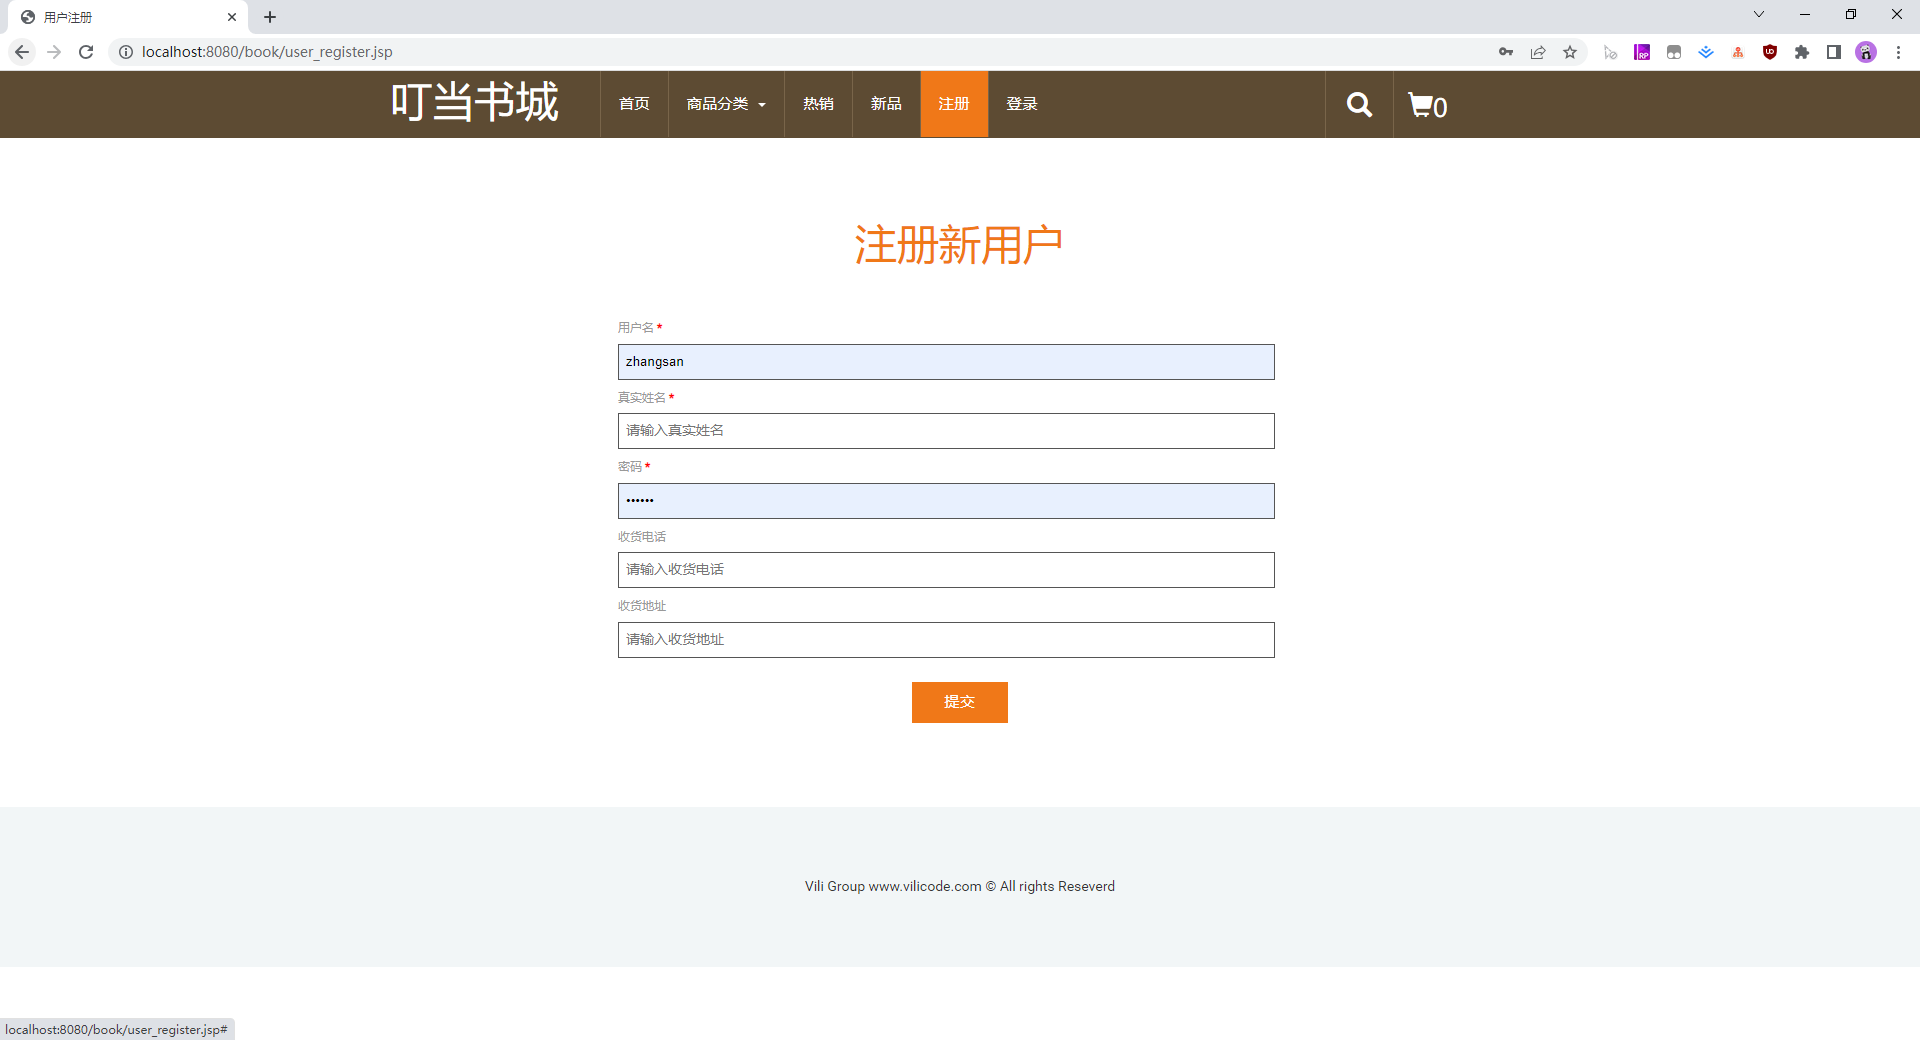 用户注册
localhost:8080/book/user_register.jsp
叮当书城
首页
商品分类
热销
新品
注册
登录
0
注册新用户
用户名 *
zhangsan
真实姓名 *
请输入真实姓名
密码 *
••••••
收货电话
请输入收货电话
收货地址
请输入收货地址
提交
Vili Group www.vilicode.com © All rights Reseverd
localhost:8080/book/user_register.jsp#